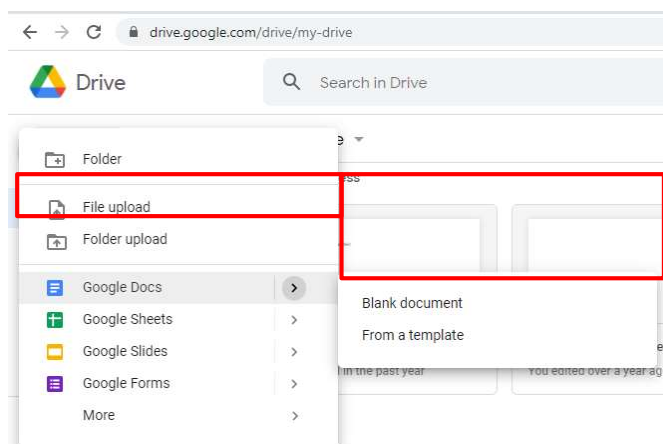 drive.google.com/drive/my-drive
Drive
Search in Drive
Folder
File upload
Folder upload
Google Docs
Google Sheets
Google Slides
Google Forms
More
Blank document
From a template
in the past year
You edited over a year ag